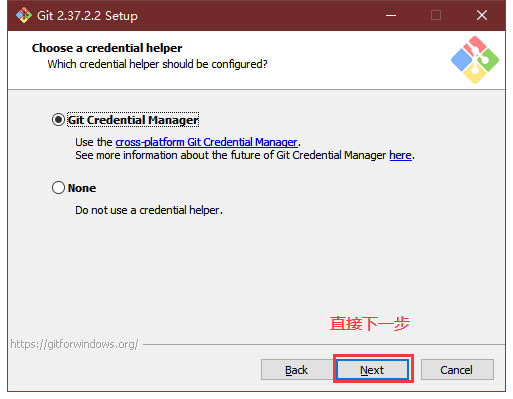 Git 2.37.2.2 Setup
Choose a credential helper
Which credential helper should be configured?
Git Credential Manager
Use the cross-platform Git Credential Manager.
See more information about the future of Git Credential Manager here.
None
Do not use a credential helper.
直接下一步
https://gitforwindows.org/
Back Next Cancel